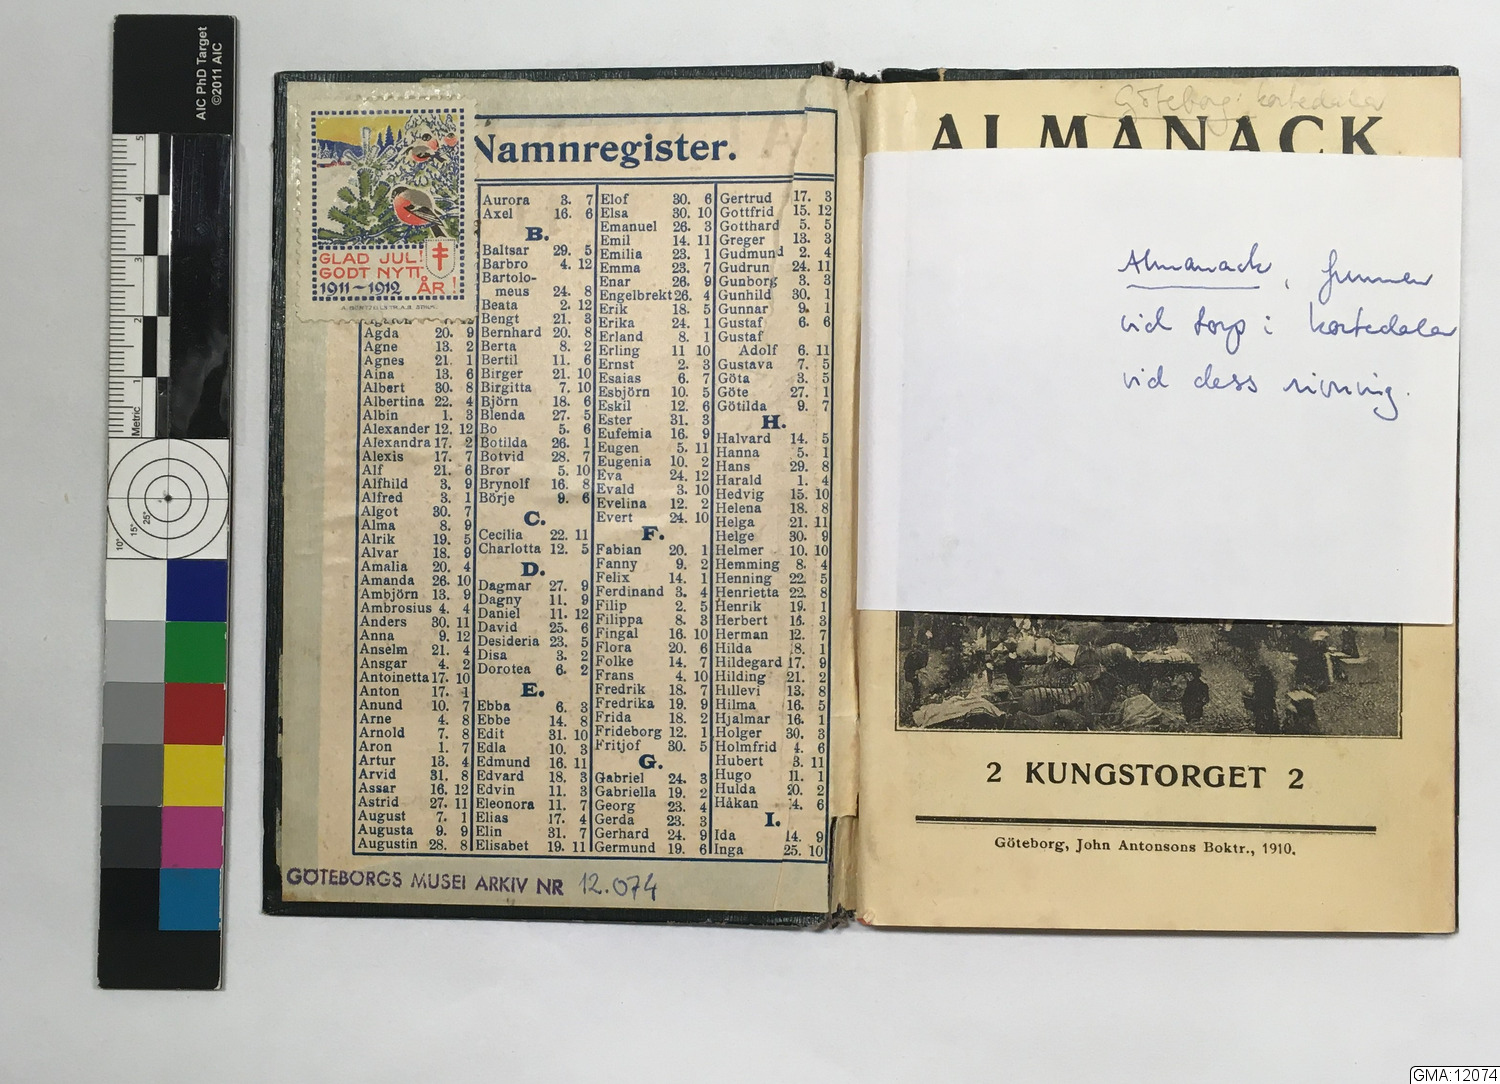 AIC PhD Target
©2011 AIC
5
4
3
2
1
Metric
10°
15°
25°
GLAD JUL!
GODT NYTT
1911-1912 ÅR!
Namnregister.
Agda 20. 9
Agne 13. 2
Agnes 21. 1
Aina 13. 6
Albert 30. 8
Albertina 22. 4
Albin 1. 3
Alexander 12. 12
Alexandra 17. 2
Alexis 17. 7
Alf 21. 6
Alfhild 3. 9
Alfred 3. 1
Algot 30. 7
Alma 8. 9
Alrik 19. 5
Alvar 18. 9
Amalia 20. 4
Amanda 26. 10
Ambjörn 13. 9
Ambrosius 4. 4
Anders 30. 11
Anna 9. 12
Anselm 21. 4
Ansgar 4. 2
Antoinetta 17. 10
Anton 17. 1
Anund 10. 7
Arne 4. 8
Arnold 7. 8
Aron 1. 7
Artur 13. 4
Arvid 31. 8
Assar 16. 12
Astrid 27. 11
August 7. 1
Augusta 9. 9
Augustin 28. 8
Aurora 3. 7
Axel 16. 6
B.
Baltsar 29. 5
Barbro 4. 12
Bartolo-
meus 24. 8
Beata 2. 12
Bengt 21. 3
Bernhard 20. 8
Berta 8. 2
Bertil 11. 6
Birger 21. 10
Birgitta 7. 10
Björn 18. 6
Blenda 27. 5
Bo 5. 6
Botilda 26. 1
Botvid 28. 7
Bror 5. 10
Brynolf 16. 8
Börje 9. 6
C.
Cecilia 22. 11
Charlotta 12. 5
D.
Dagmar 27. 9
Dagny 11. 9
Daniel 11. 12
David 25. 6
Desideria 23. 5
Disa 3. 2
Dorotea 6. 2
E.
Ebba 6. 3
Ebbe 14. 8
Edit 31. 10
Edla 10. 3
Edmund 16. 11
Edvard 18. 3
Edvin 11. 3
Eleonora 11. 7
Elias 17. 4
Elin 31. 7
Elisabet 19. 11
Elof 30. 6
Elsa 30. 10
Emanuel 26. 3
Emil 14. 11
Emilia 23. 1
Emma 23. 7
Enar 26. 9
Engelbrekt 26. 4
Erik 18. 5
Erika 24. 1
Erland 8. 1
Erling 11 10
Ernst 2. 3
Esaias 6. 7
Esbjörn 10. 5
Eskil 12. 6
Ester 31. 3
Eufemia 16. 9
Eugen 5. 11
Eugenia 10. 2
Eva 24. 12
Evald 3. 10
Evelina 12. 2
Evert 24. 10
F.
Fabian 20. 1
Fanny 9. 2
Felix 14. 1
Ferdinand 3. 4
Filip 2. 5
Filippa 8. 3
Fingal 16. 10
Flora 20. 6
Folke 14. 7
Frans 4. 10
Fredrik 18. 7
Fredrika 19. 9
Frida 18. 2
Frideborg 12. 1
Fritjof 30. 5
G.
Gabriel 24. 3
Gabriella 19. 2
Georg 23. 4
Gerda 23. 3
Gerhard 24. 9
Germund 19. 6
Gertrud 17. 3
Gottfrid 15. 12
Gotthard 5. 5
Greger 13. 3
Gudmund 2. 4
Gudrun 24. 11
Gunborg 3. 3
Gunhild 30. 1
Gunnar 9. 1
Gustaf 6. 6
Gustaf
Adolf 6. 11
Gustava 7. 5
Göta 3. 5
Göte 27. 1
Götilda 9. 7
H.
Halvard 14. 5
Hanna 5. 1
Hans 29. 8
Harald 1. 4
Hedvig 15. 10
Helena 18. 8
Helga 21. 11
Helge 30. 9
Helmer 10. 10
Hemming 8. 4
Henning 22. 5
Henrietta 22. 8
Henrik 19. 1
Herbert 16. 3
Herman 12. 7
Hilda 18. 1
Hildegard 17. 9
Hilding 21. 2
Hillevi 13. 8
Hilma 16. 5
Hjalmar 16. 1
Holger 30. 3
Holmfrid 4. 6
Hubert 3. 11
Hugo 11. 1
Hulda 20. 2
Håkan 14. 6
I.
Ida 14. 9
Inga 25. 10
GÖTEBORGS MUSEI ARKIV NR 12.074
Göteborg: kortedalen
ALMANACK
Almanack, funnen
vid torp i kortedalen
vid dess rivning.
2 KUNGSTORGET 2
Göteborg, John Antonsons Boktr., 1910.
GMA:12074